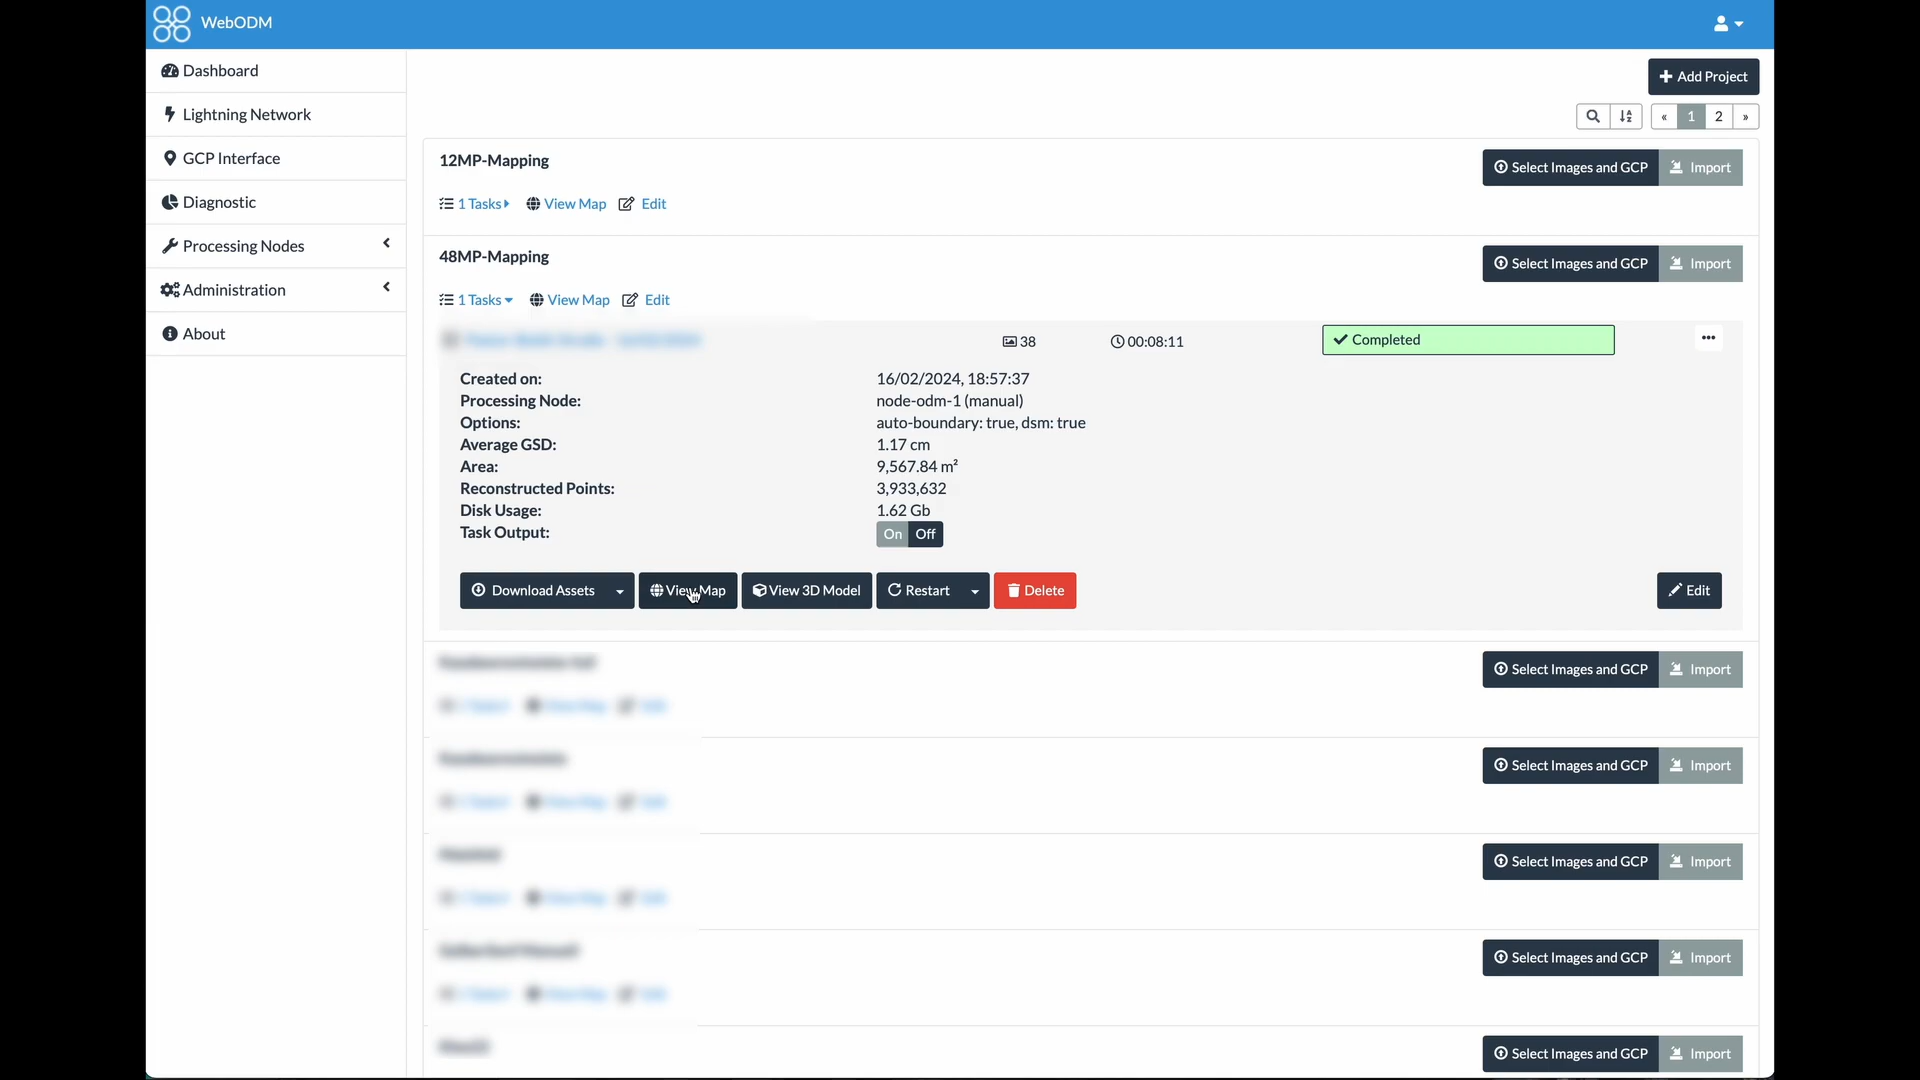 WebODM
Dashboard
Lightning Network
GCP Interface
Diagnostic
Processing Nodes
Administration
About
Add Project
« 1 2 »
12MP-Mapping
Select Images and GCP Import
1 Tasks View Map Edit
48MP-Mapping
Select Images and GCP Import
1 Tasks View Map Edit
38 00:08:11 Completed
Created on: 16/02/2024, 18:57:37
Processing Node: node-odm-1 (manual)
Options: auto-boundary: true, dsm: true
Average GSD: 1.17 cm
Area: 9,567.84 m²
Reconstructed Points: 3,933,632
Disk Usage: 1.62 Gb
Task Output: On Off
Download Assets View Map View 3D Model Restart Delete Edit
Select Images and GCP Import
Select Images and GCP Import
Select Images and GCP Import
Select Images and GCP Import
Select Images and GCP Import